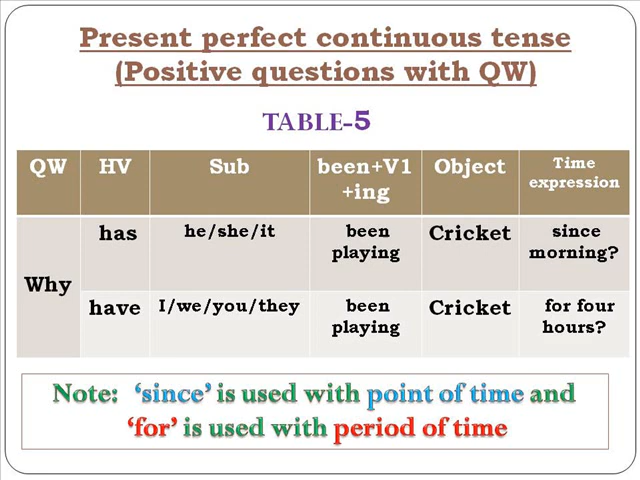 Present perfect continuous tense
(Positive questions with QW)
TABLE-5
QW HV Sub been+V1 +ing Object Time expression
Why
has he/she/it been playing Cricket since morning?
have I/we/you/they been playing Cricket for four hours?
Note: ‘since’ is used with point of time and
‘for’ is used with period of time